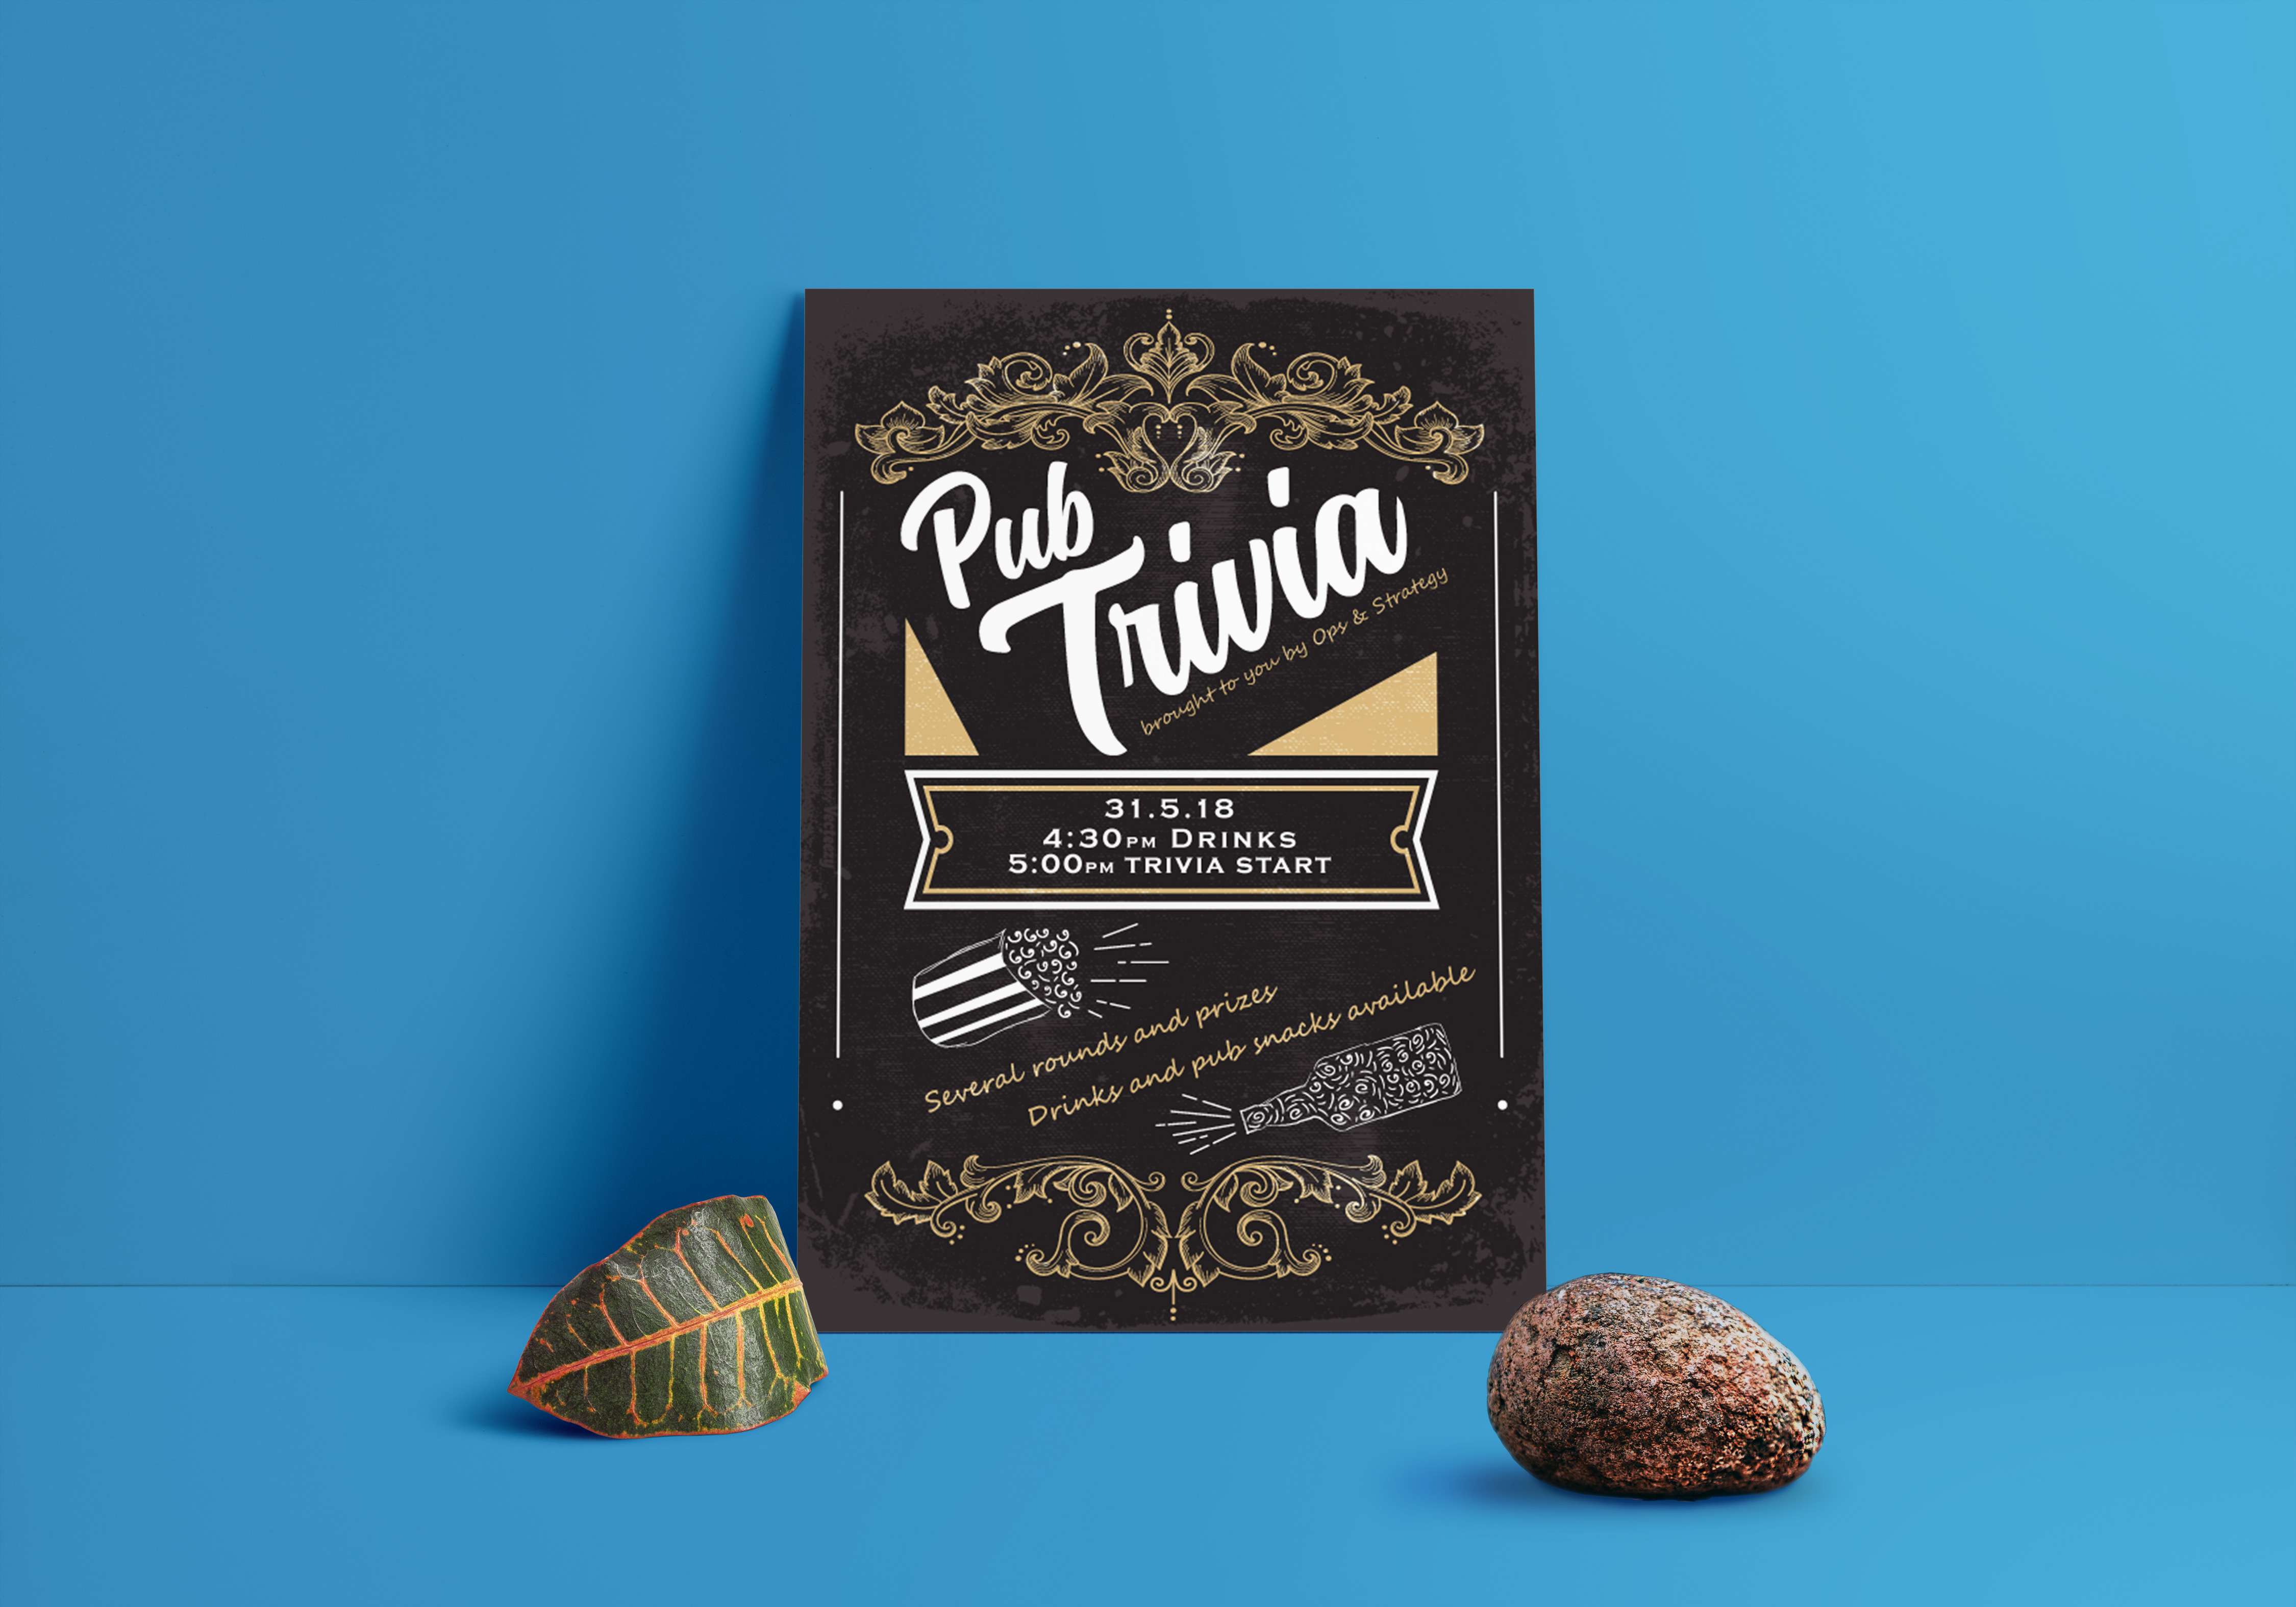 Pub
Trivia
brought to you by Ops & Strategy
31.5.18
4:30PM DRINKS
5:00PM TRIVIA START
Several rounds and prizes
Drinks and pub snacks available